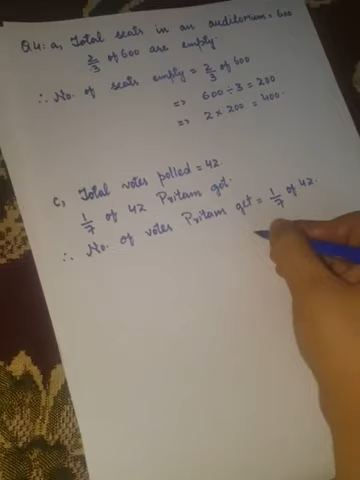 Q4: a, Total seats in an auditorium = 600
2/3 of 600 are empty.
∴ No. of seats empty = 2/3 of 600
=> 600 ÷ 3 = 200
=> 2 x 200 = 400.
c, Total votes polled = 42.
1/7 of 42 Pritam got.
∴ No. of votes Pritam get = 1/7 of 42.